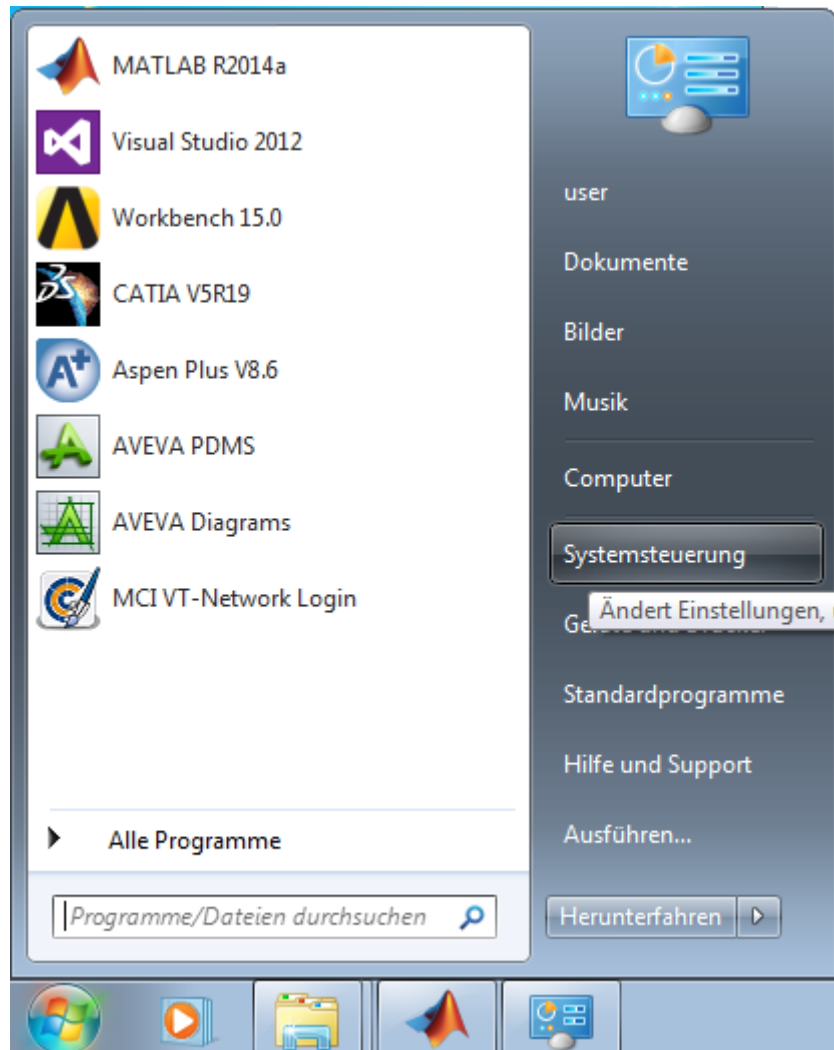 MATLAB R2014a
Visual Studio 2012
Workbench 15.0
CATIA V5R19
Aspen Plus V8.6
AVEVA PDMS
AVEVA Diagrams
MCI VT-Network Login
Alle Programme
Programme/Dateien durchsuchen
user
Dokumente
Bilder
Musik
Computer
Systemsteuerung
Ändert Einstellungen,
Standardprogramme
Hilfe und Support
Ausführen...
Herunterfahren